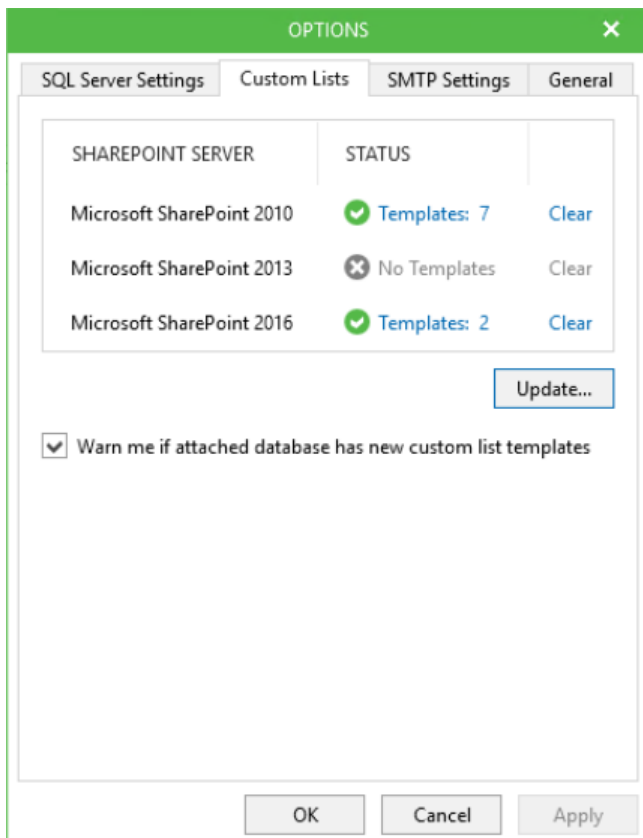 OPTIONS
SQL Server Settings Custom Lists SMTP Settings General
SHAREPOINT SERVER STATUS
Microsoft SharePoint 2010 Templates: 7 Clear
Microsoft SharePoint 2013 No Templates Clear
Microsoft SharePoint 2016 Templates: 2 Clear
Update...
Warn me if attached database has new custom list templates
OK Cancel Apply